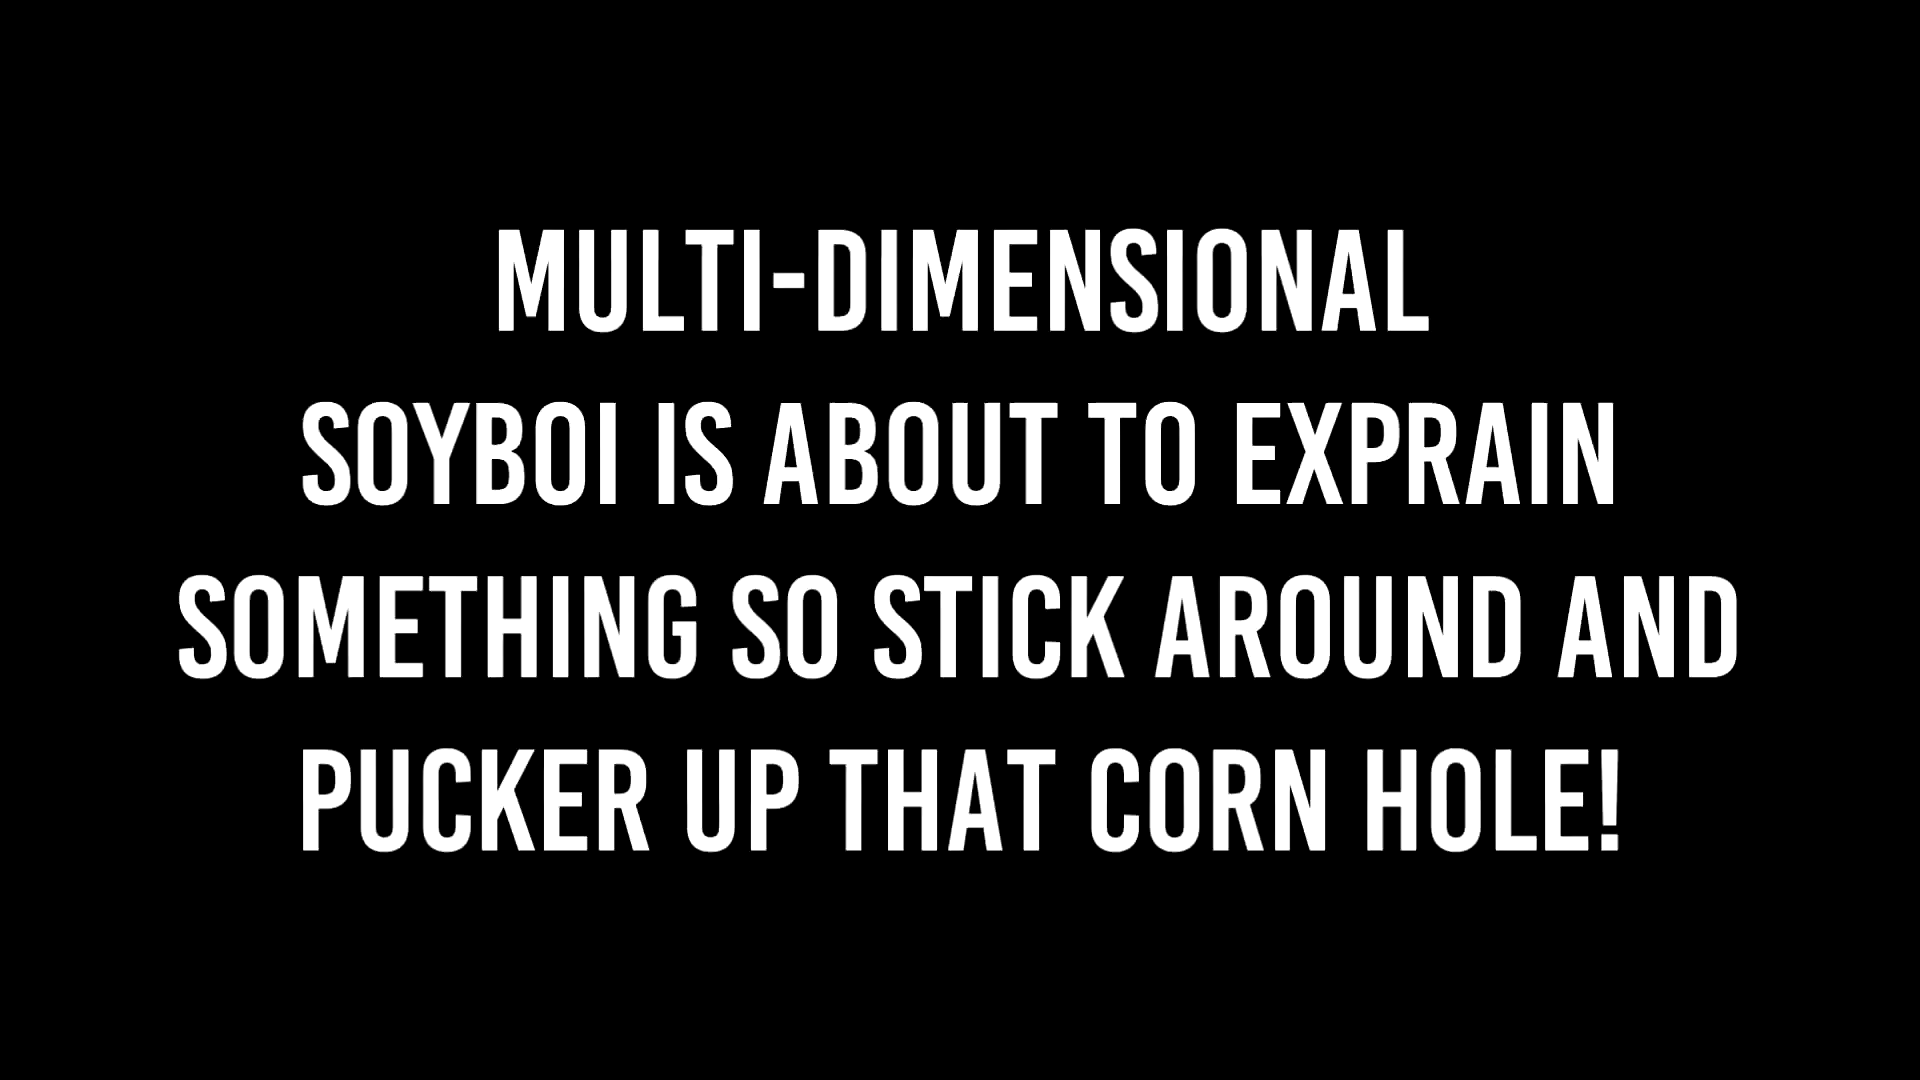 MULTI-DIMENSIONAL
SOYBOI IS ABOUT TO EXPRAIN
SOMETHING SO STICK AROUND AND
PUCKER UP THAT CORN HOLE!